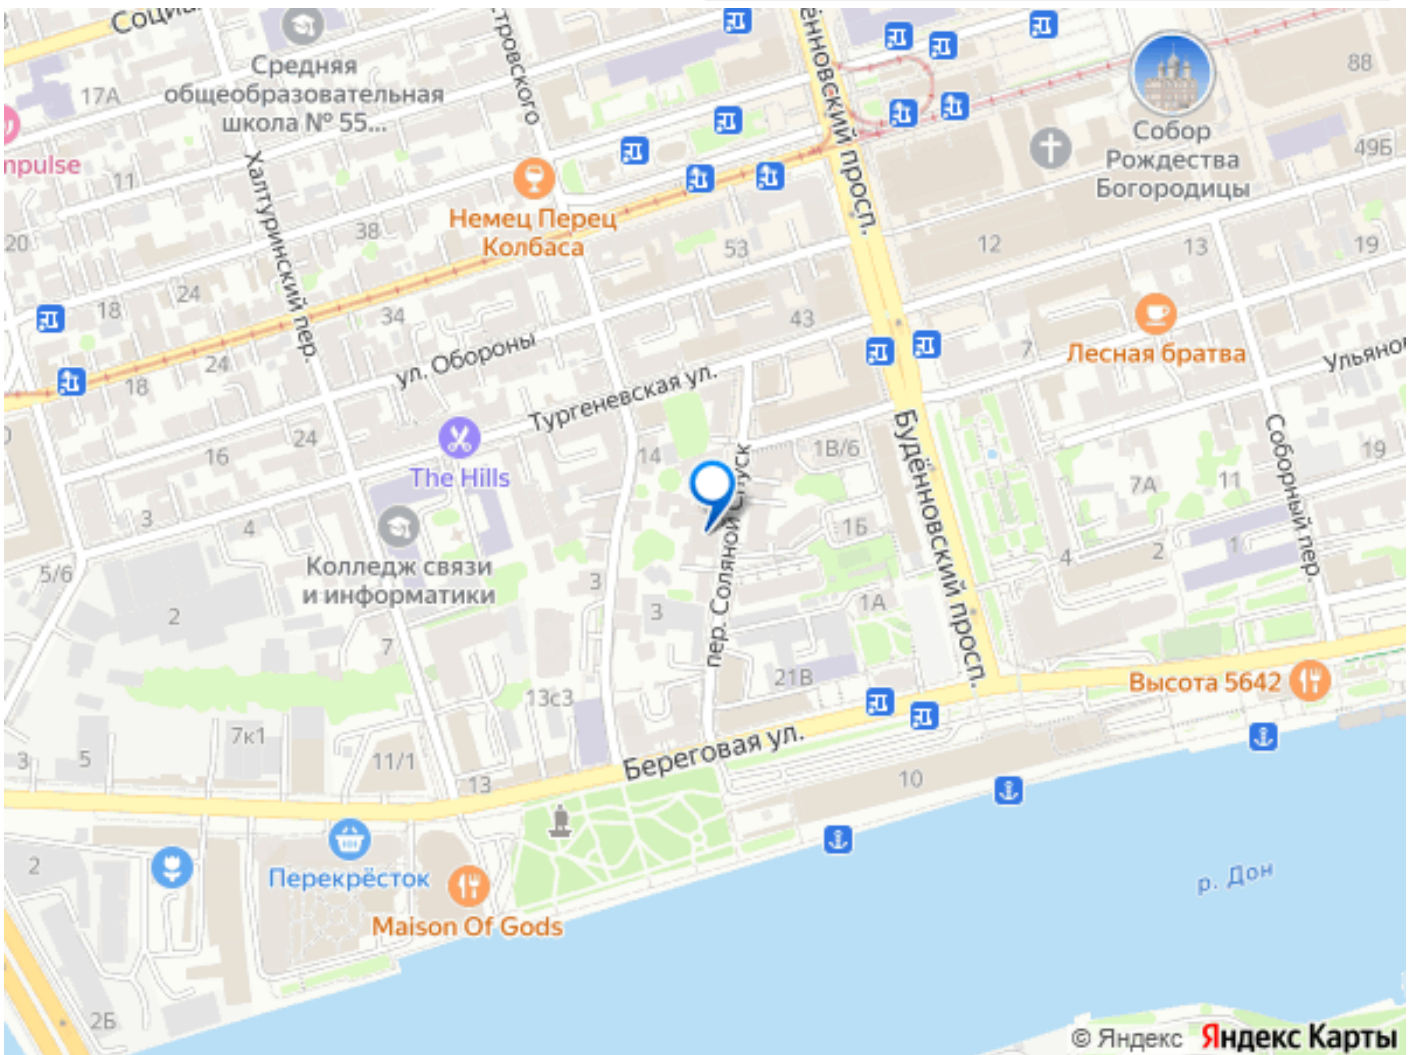 Средняя
общеобразовательная
школа № 55...
17А
88
Собор
Рождества
Богородицы
49Б
11
Халтуринский пер.
Будённовский просп.
Немец Перец
Колбаса
20
38
53
12
13
19
18
24
34
43
ул. Обороны
7
Лесная братва
24
18
Тургеневская ул.
24
16
The Hills
14
1В/6
Соборный пер.
19
7А
11
3
4
Колледж связи
и информатики
1Б
4
2
1
5/6
2
3
3
1А
пер. Соляной Спуск
7
21В
13с3
Высота 5642
7к1
3
5
11/1
Береговая ул.
13
10
2
Перекрёсток
Maison Of Gods
р. Дон
2Б
© Яндекс Яндекс Карты